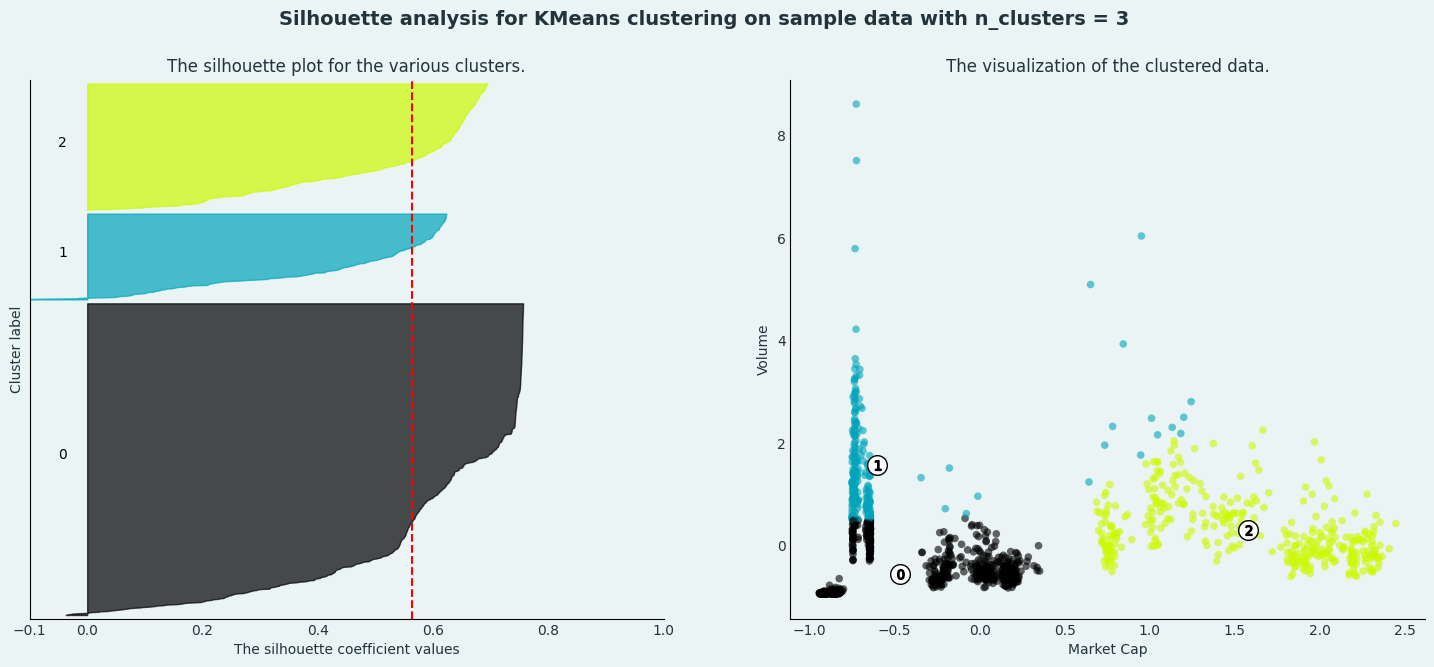 Silhouette analysis for KMeans clustering on sample data with n_clusters = 3
The silhouette plot for the various clusters.
Cluster label
2
1
0
−0.1 0.0 0.2 0.4 0.6 0.8 1.0
The silhouette coefficient values
The visualization of the clustered data.
Volume
8
6
4
2
0
1
2
0
−1.0 −0.5 0.0 0.5 1.0 1.5 2.0 2.5
Market Cap